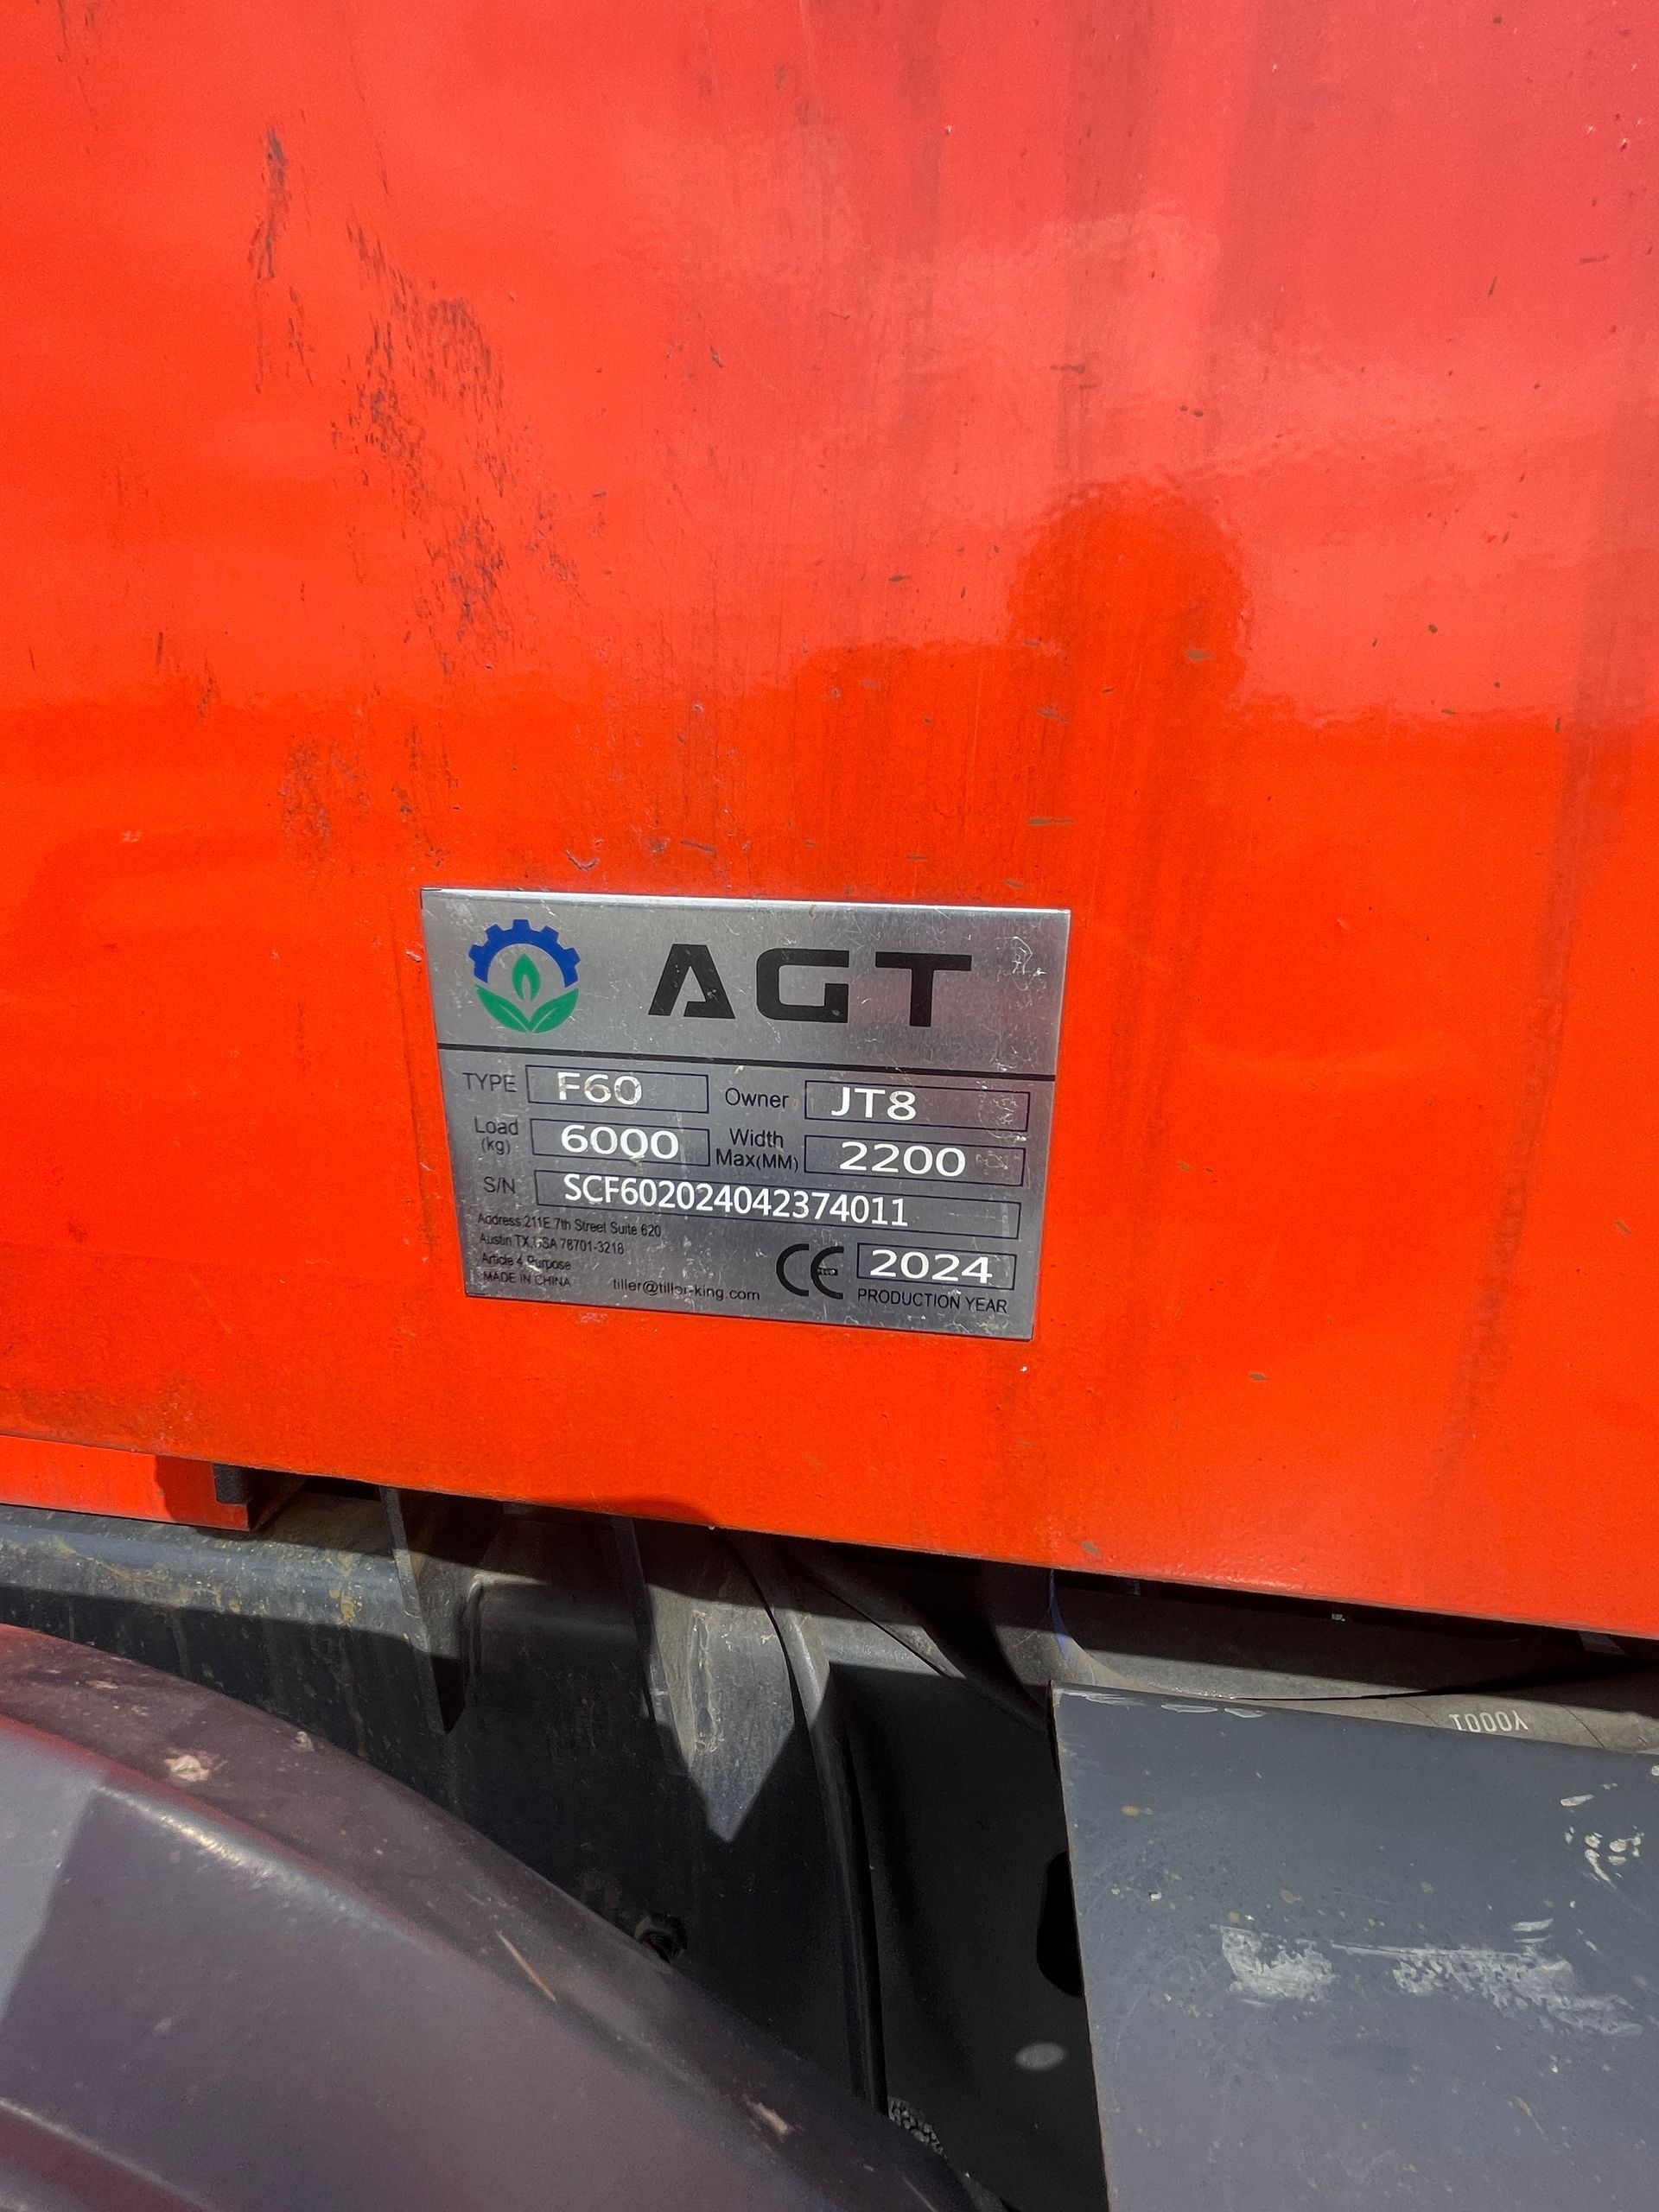 AGT
TYPE F60 Owner JT8
Load (kg) 6000 Width Max(MM) 2200
S/N SCF602024042374011
Address 211E 7th Street Suite 620
Austin TX,USA 78701-3218
Article 4 Purpose
MADE IN CHINA tiller@tiller-king.com CE 2024
PRODUCTION YEAR